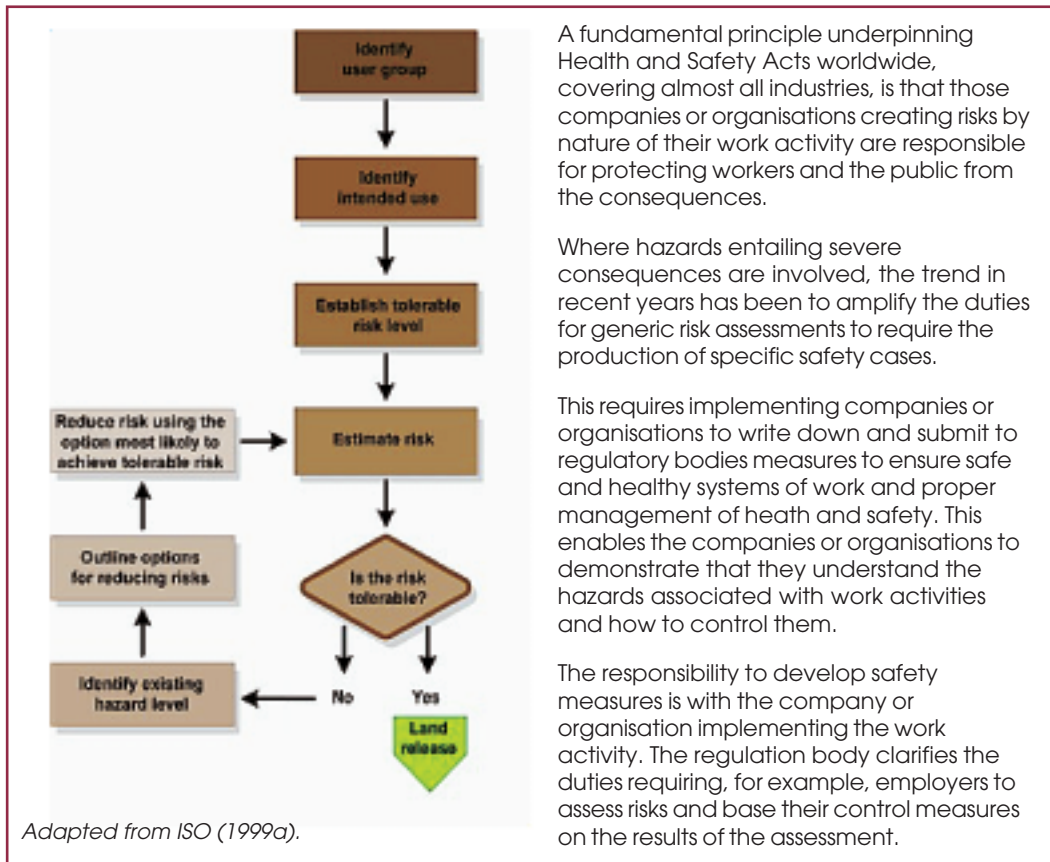 Identify
user group
Identify
intended use
Establish tolerable
risk level
Estimate risk
Is the risk
tolerable?
No
Yes
Land
release
Identify existing
hazard level
Outline options
for reducing risks
Reduce risk using the
option most likely to
achieve tolerable risk
Adapted from ISO (1999a).
A fundamental principle underpinning
Health and Safety Acts worldwide,
covering almost all industries, is that those
companies or organisations creating risks by
nature of their work activity are responsible
for protecting workers and the public from
the consequences.
Where hazards entailing severe
consequences are involved, the trend in
recent years has been to amplify the duties
for generic risk assessments to require the
production of specific safety cases.
This requires implementing companies or
organisations to write down and submit to
regulatory bodies measures to ensure safe
and healthy systems of work and proper
management of heath and safety. This
enables the companies or organisations to
demonstrate that they understand the
hazards associated with work activities
and how to control them.
The responsibility to develop safety
measures is with the company or
organisation implementing the work
activity. The regulation body clarifies the
duties requiring, for example, employers to
assess risks and base their control measures
on the results of the assessment.